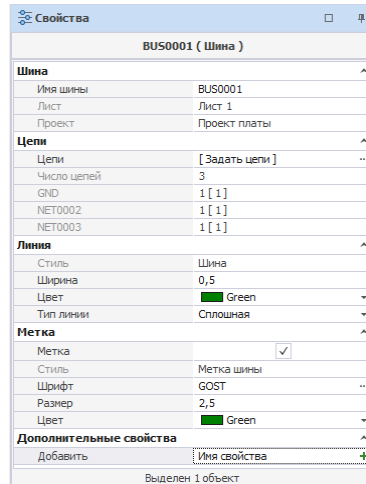 Свойства
BUS0001 ( Шина )
Шина
Имя шины BUS0001
Лист Лист 1
Проект Проект платы
Цепи
Цепи [ Задать цепи ] ...
Число цепей 3
GND 1 [ 1 ]
NET0002 1 [ 1 ]
NET0003 1 [ 1 ]
Линия
Стиль Шина
Ширина 0,5
Цвет Green
Тип линии Сплошная
Метка
Метка
Стиль Метка шины
Шрифт GOST ...
Размер 2,5
Цвет Green
Дополнительные свойства
Добавить Имя свойства +
Выделен 1 объект